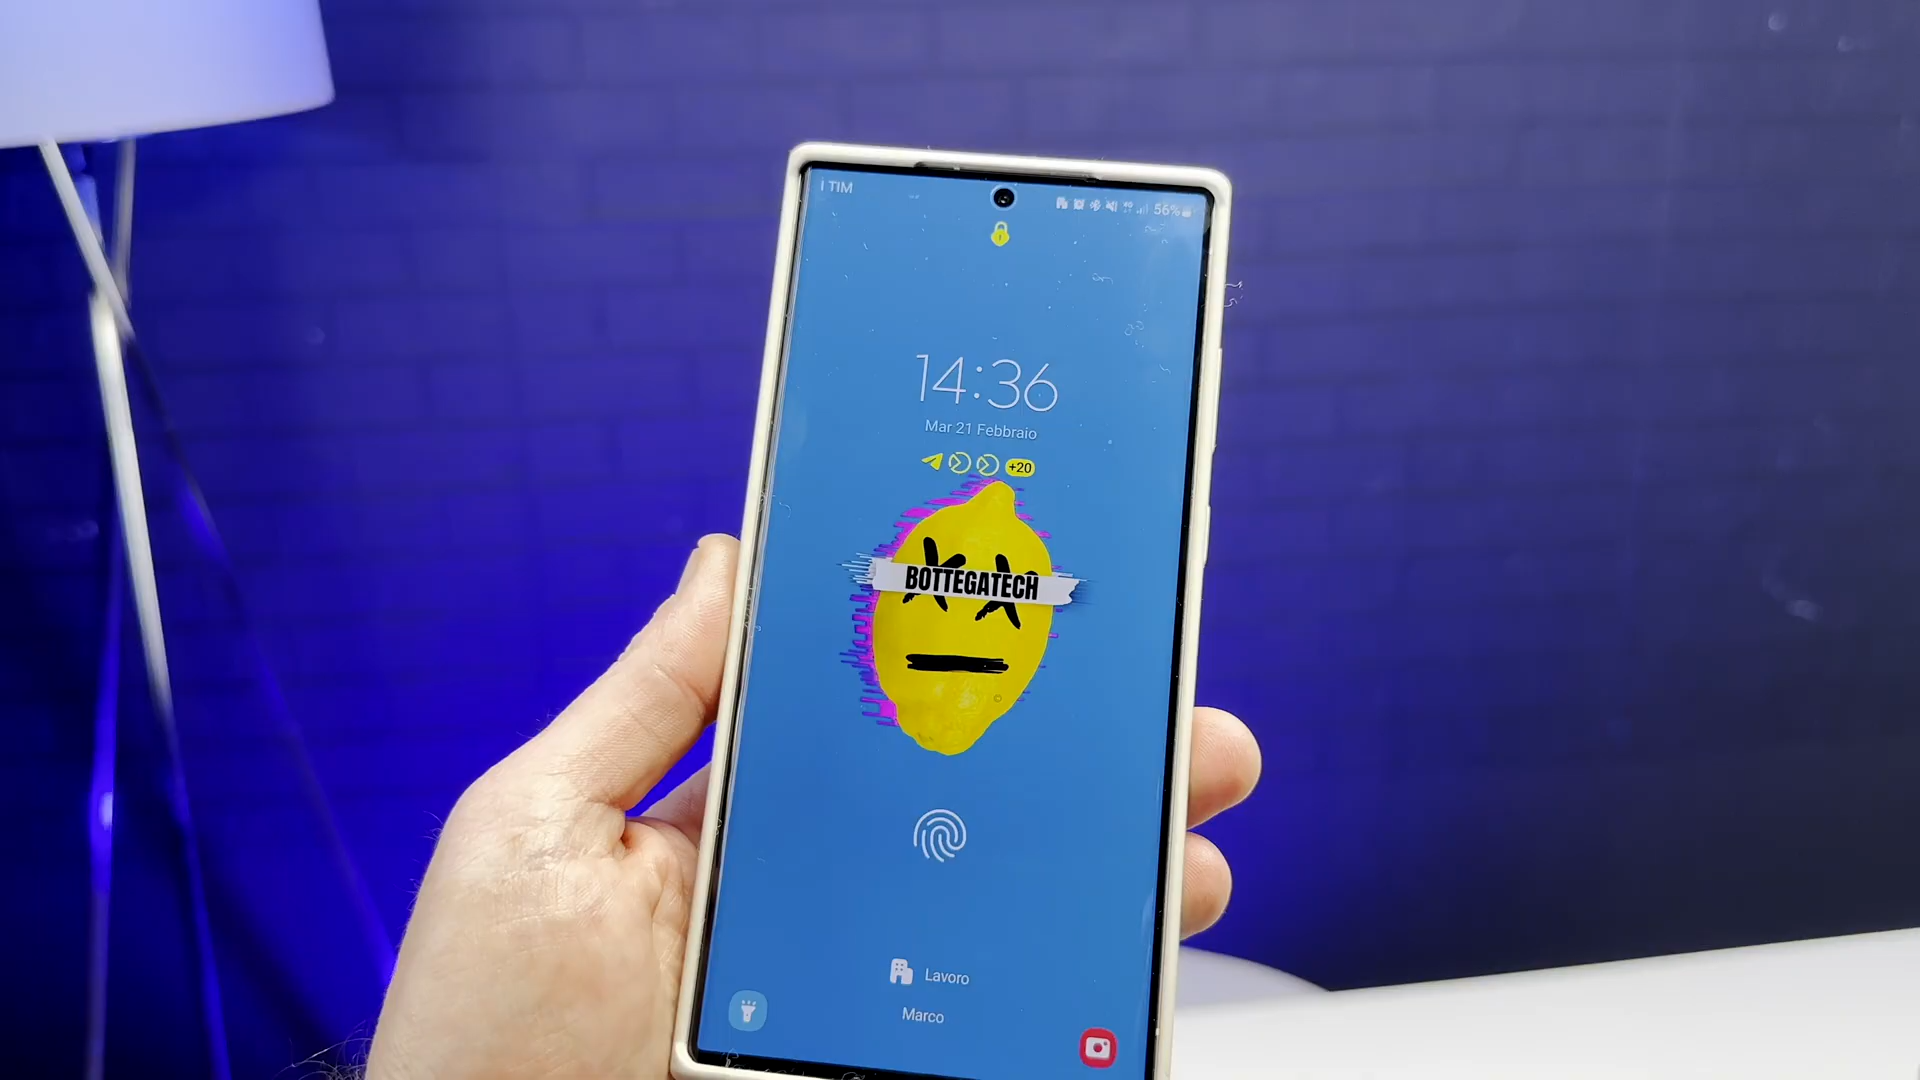 i TIM
56%
14:36
Mar 21 Febbraio
+20
BOTTEGATECH
Lavoro
Marco